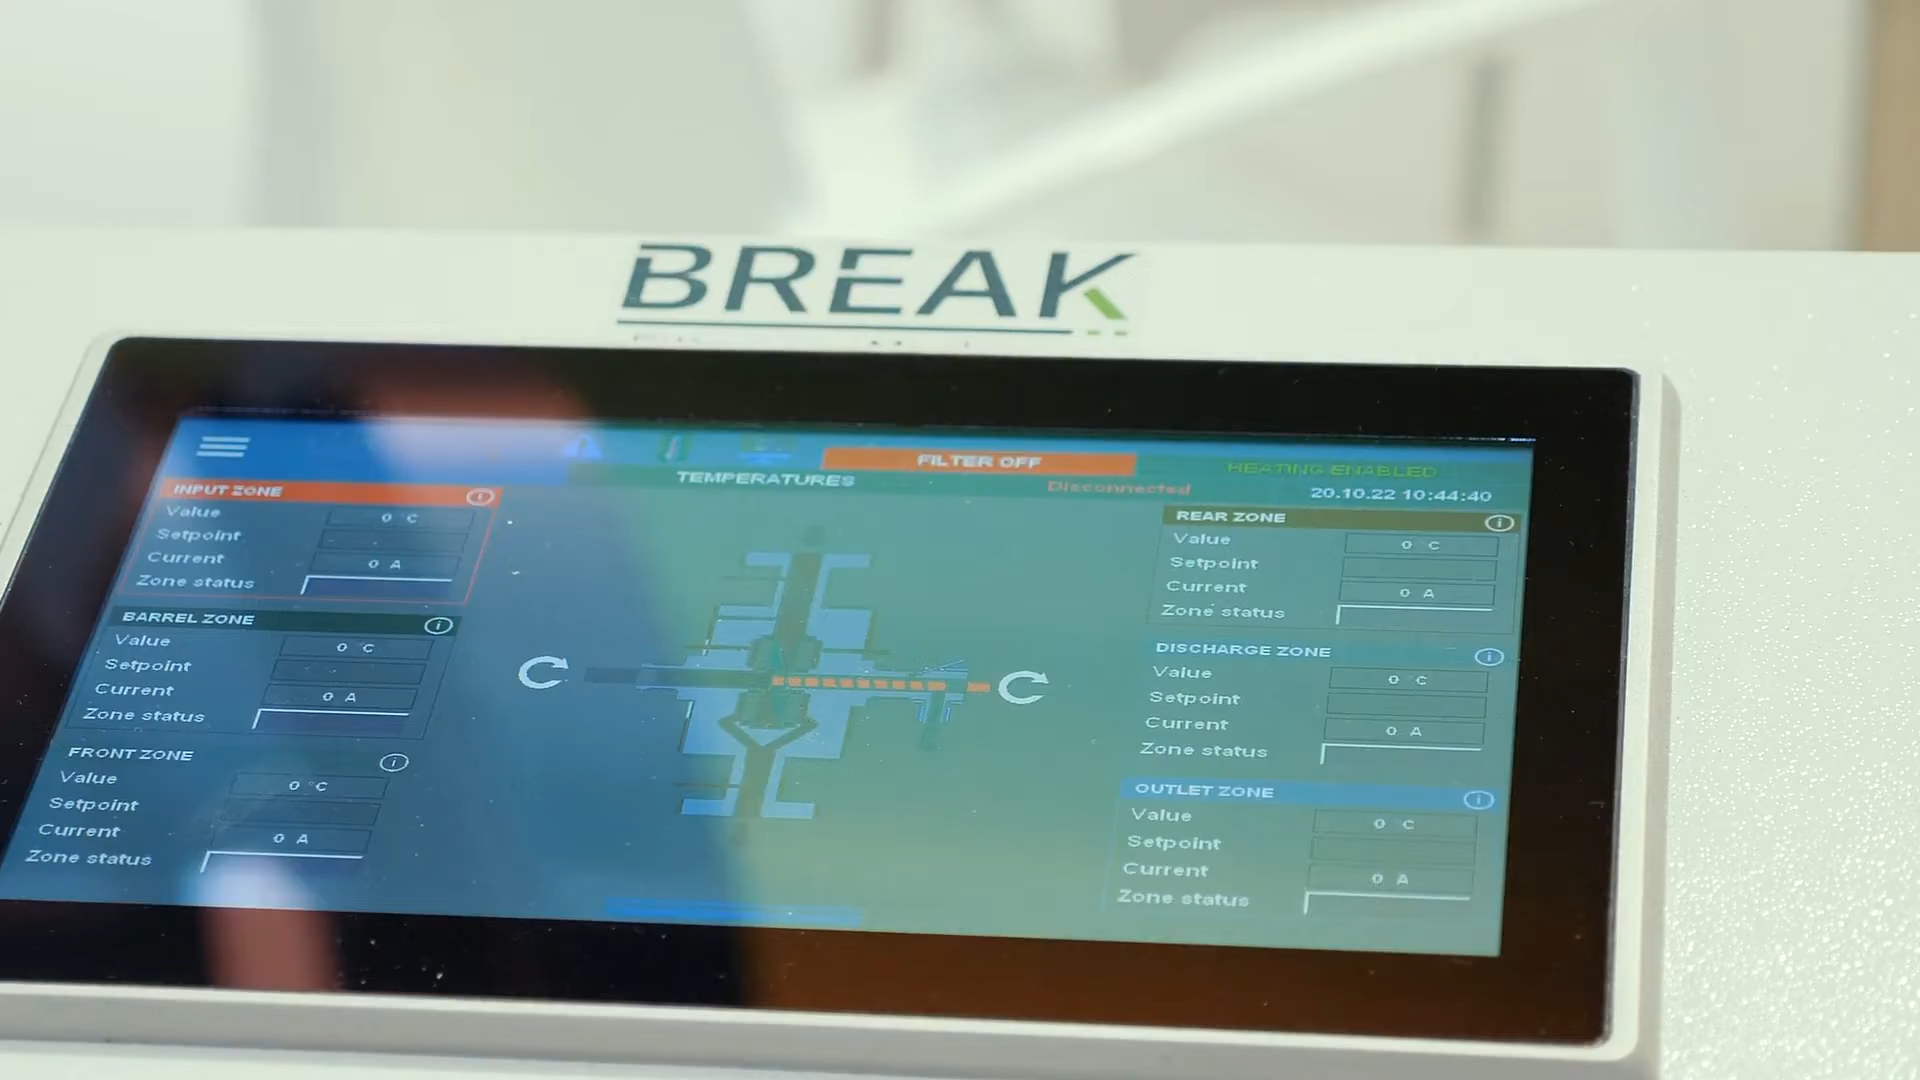 BREAK
FILTER OFF
HEATING ENABLED
TEMPERATURES
Disconnected
20.10.22 10:44:40
INPUT ZONE
Value 0 °C
Setpoint
Current 0 A
Zone status
BARREL ZONE
Value 0 °C
Setpoint
Current 0 A
Zone status
FRONT ZONE
Value 0 °C
Setpoint
Current 0 A
Zone status
REAR ZONE
Value 0 °C
Setpoint
Current 0 A
Zone status
DISCHARGE ZONE
Value 0 °C
Setpoint
Current 0 A
Zone status
OUTLET ZONE
Value 0 °C
Setpoint
Current 0 A
Zone status